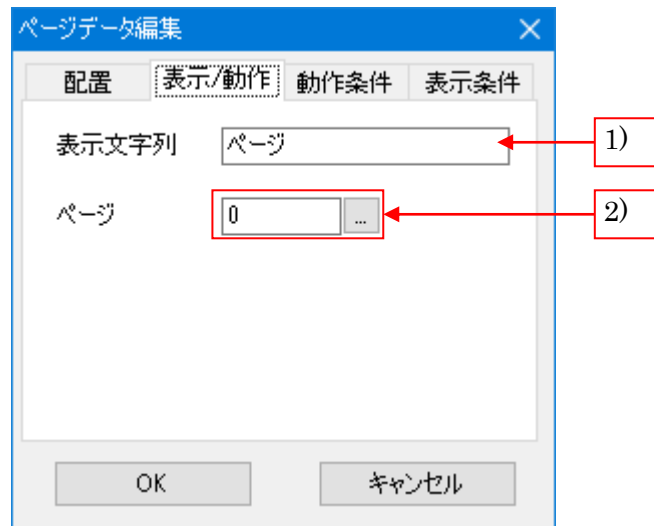 ページデータ編集
配置 表示/動作 動作条件 表示条件
表示文字列 ページ 1)
ページ 0 ... 2)
OK キャンセル